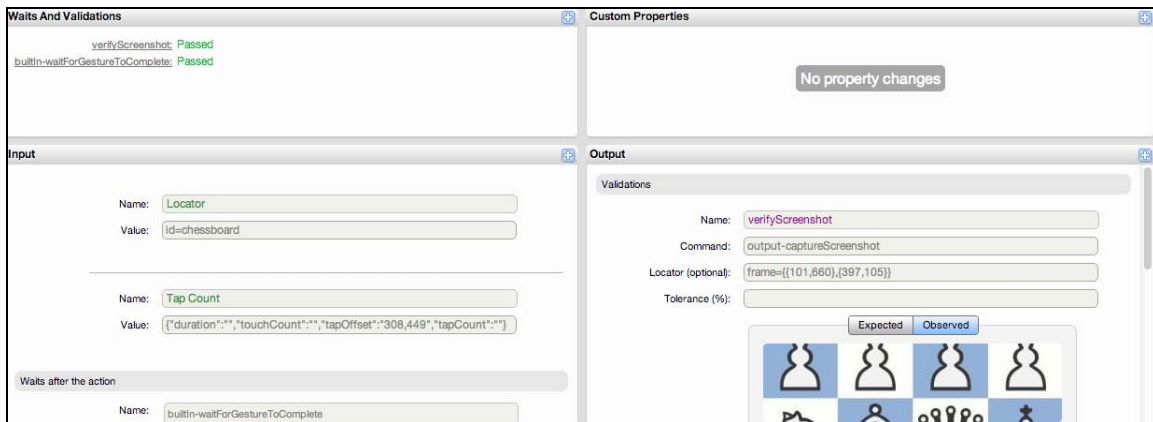 Waits And Validations
verifyScreenshot: Passed
builtin-waitForGestureToComplete: Passed
Custom Properties
No property changes
Input
Name: Locator
Value: id=chessboard
Name: Tap Count
Value: {"duration":"","touchCount":"","tapOffset":"308,449","tapCount":""}
Waits after the action
Name: builtin-waitForGestureToComplete
Output
Validations
Name: verifyScreenshot
Command: output-captureScreenshot
Locator (optional): frame={{101,660},{397,105}}
Tolerance (%):
Expected Observed